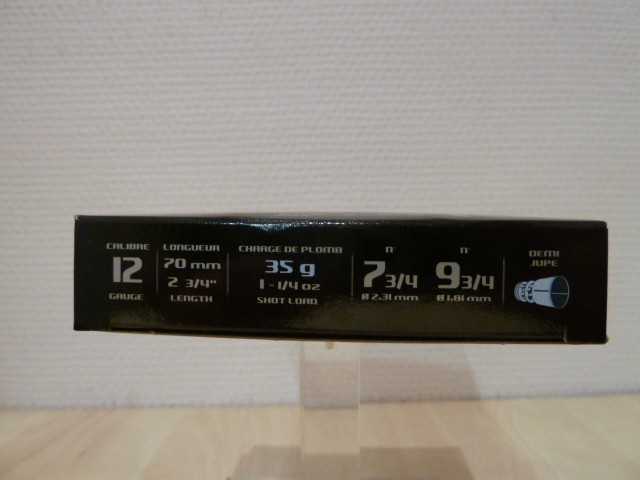 CALIBRE
12
GAUGE
LONGUEUR
70 mm
2 3/4"
LENGTH
CHARGE DE PLOMB
35 g
1 - 1/4 oz
SHOT LOAD
n°
7 3/4
Ø 2.31 mm
n°
9 3/4
Ø 1.81 mm
DEMI
JUPE